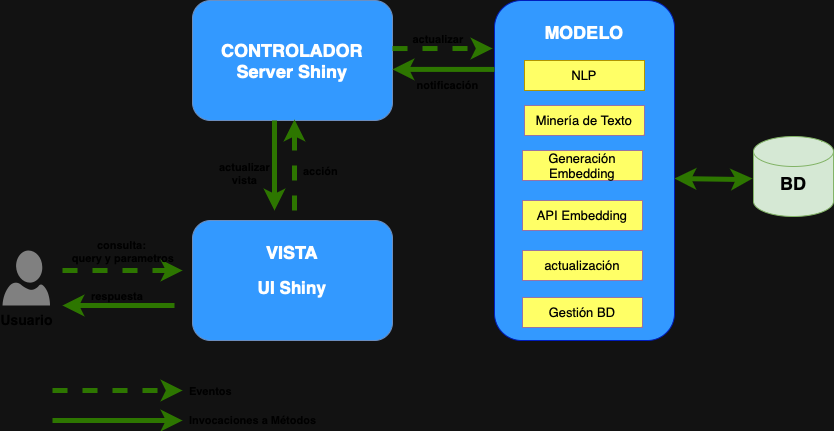 CONTROLADOR
Server Shiny
actualizar
notificación
MODELO
NLP
Minería de Texto
Generación
Embedding
API Embedding
actualización
Gestión BD
BD
actualizar
vista
acción
VISTA
UI Shiny
consulta:
query y parametros
respuesta
Usuario
Eventos
Invocaciones a Métodos